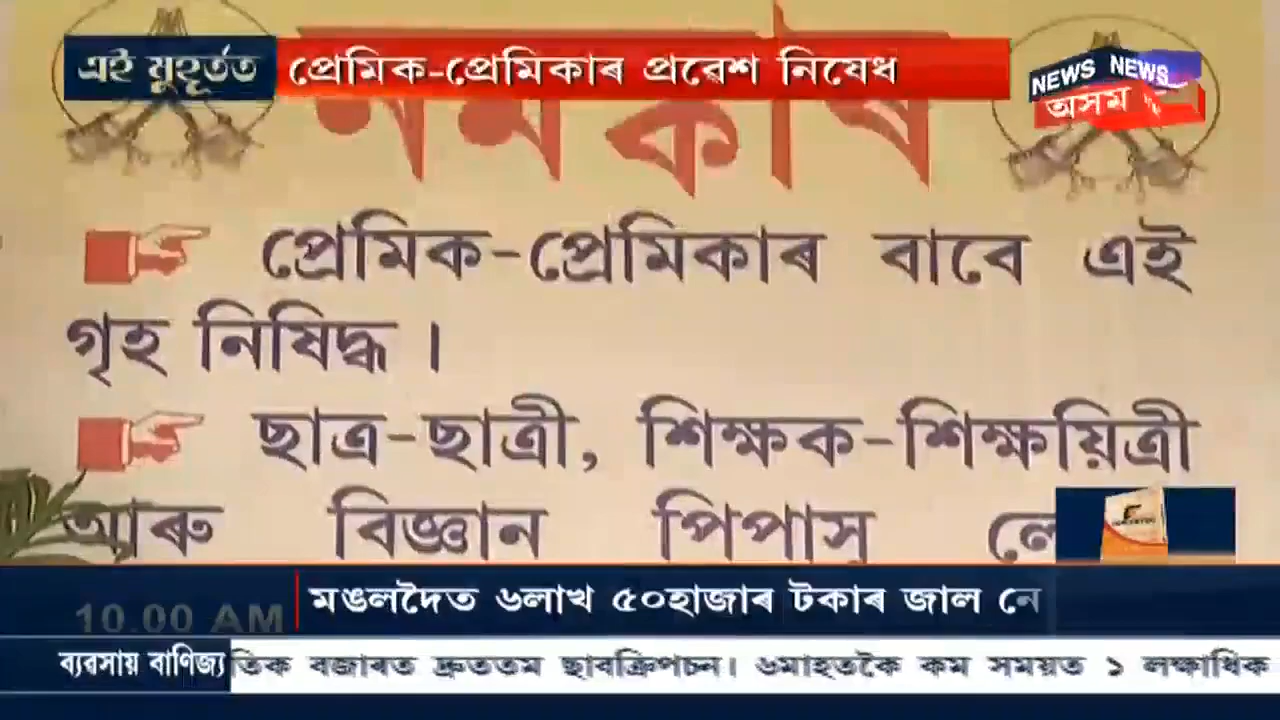 এই মুহূৰ্তত
প্ৰেমিক-প্ৰেমিকাৰ প্ৰৱেশ নিষেধ
NEWS NEWS
অসম
প্ৰেমিক-প্ৰেমিকাৰ বাবে এই
গৃহ নিষিদ্ধ ।
ছাত্ৰ-ছাত্ৰী, শিক্ষক-শিক্ষয়িত্ৰী
আৰু বিজ্ঞান পিপাসু
10.00 AM
মঙলদৈত ৬লাখ ৫০হাজাৰ টকাৰ জাল নে
ব্যৱসায় বাণিজ্য
তিক বজাৰত দ্ৰুততম ছাবস্ক্ৰিপচন। ৬মাহতকৈ কম সময়ত ১ লক্ষাধিক